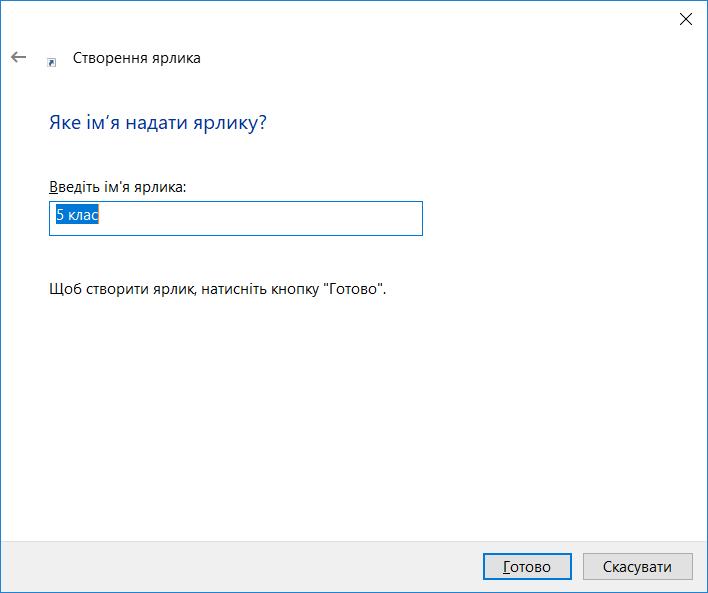 Створення ярлика
Яке ім’я надати ярлику?
Введіть ім'я ярлика:
5 клас
Щоб створити ярлик, натисніть кнопку "Готово".
Готово
Скасувати